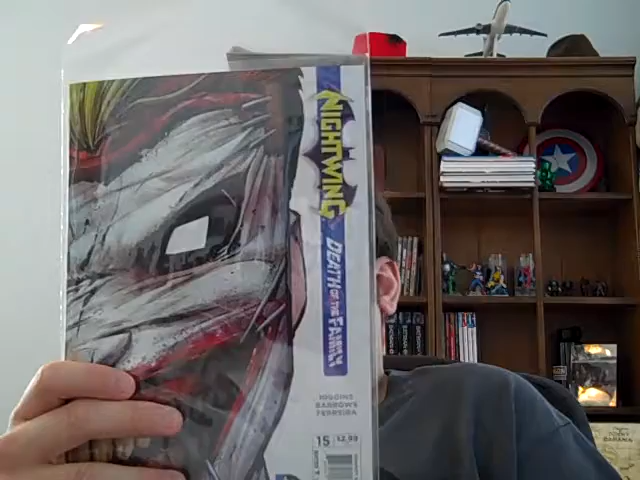 NIGHTWING
DEATH OF THE FAMILY
HIGGINS
BARROWS
FERREIRA
15
$2.99